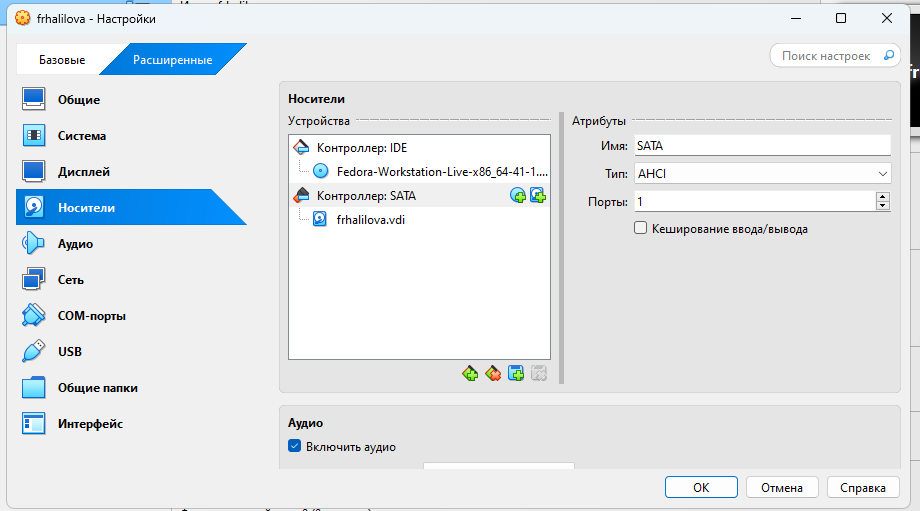 frhalilova - Настройки
Базовые
Расширенные
Поиск настроек
Общие
Система
Дисплей
Носители
Аудио
Сеть
COM-порты
USB
Общие папки
Интерфейс
Носители
Устройства
Контроллер: IDE
Fedora-Workstation-Live-x86_64-41-1....
Контроллер: SATA
frhalilova.vdi
Атрибуты
Имя: SATA
Тип: AHCI
Порты: 1
Кеширование ввода/вывода
Аудио
Включить аудио
OK
Отмена
Справка